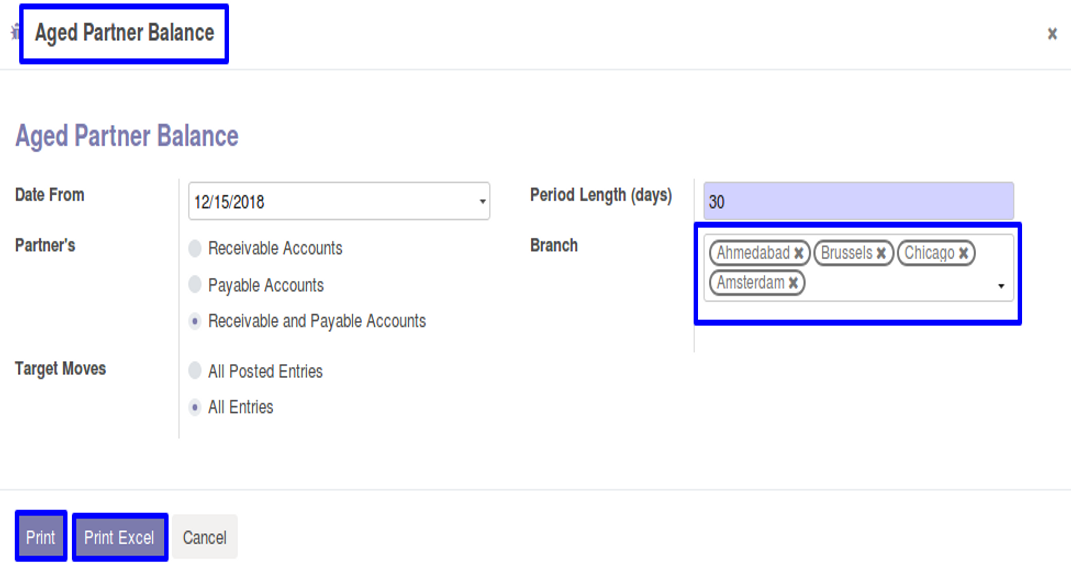 Aged Partner Balance
Aged Partner Balance
Date From
12/15/2018
Period Length (days)
30
Partner's
Receivable Accounts
Payable Accounts
Receivable and Payable Accounts
Branch
Ahmedabad Brussels Chicago
Amsterdam
Target Moves
All Posted Entries
All Entries
Print Print Excel Cancel